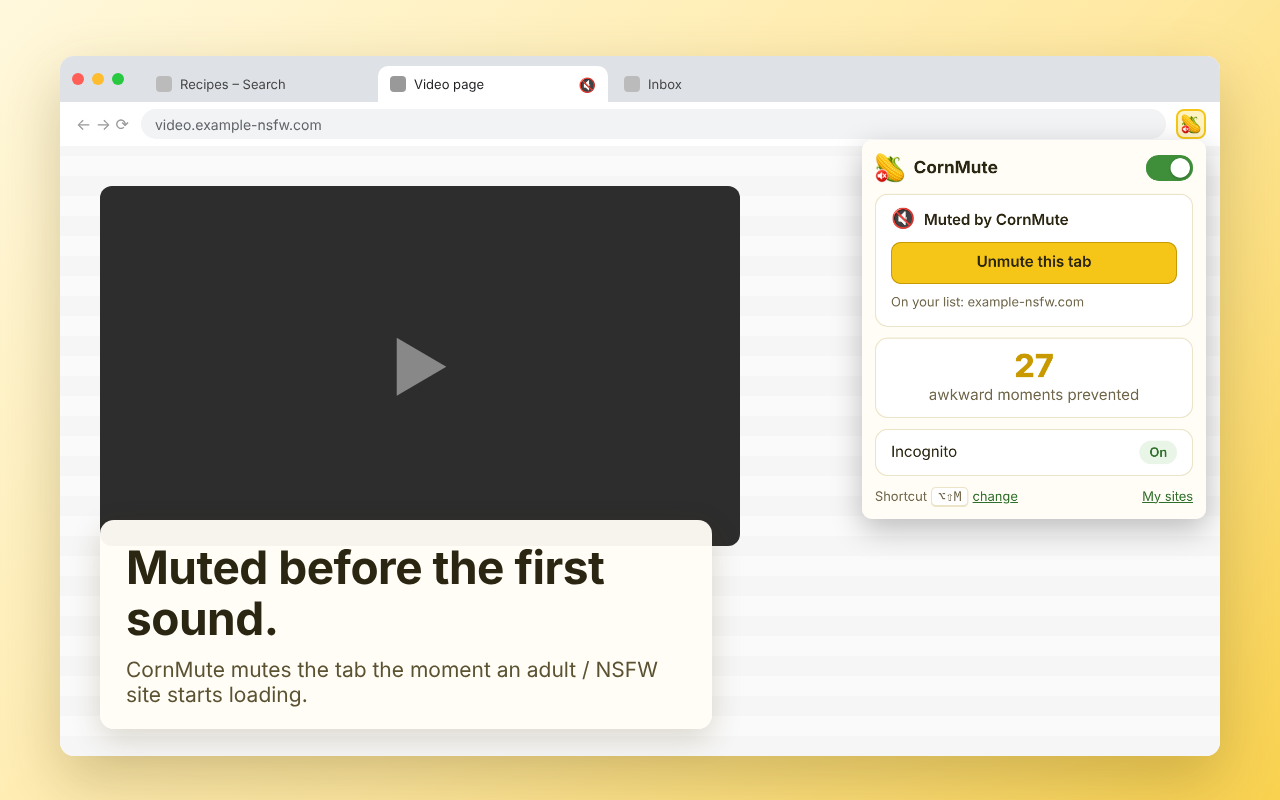 Recipes – Search
Video page
Inbox
video.example-nsfw.com
CornMute
Muted by CornMute
Unmute this tab
On your list: example-nsfw.com
27
awkward moments prevented
Incognito
On
Shortcut ⌥⇧M change
My sites
Muted before the first
sound.
CornMute mutes the tab the moment an adult / NSFW
site starts loading.